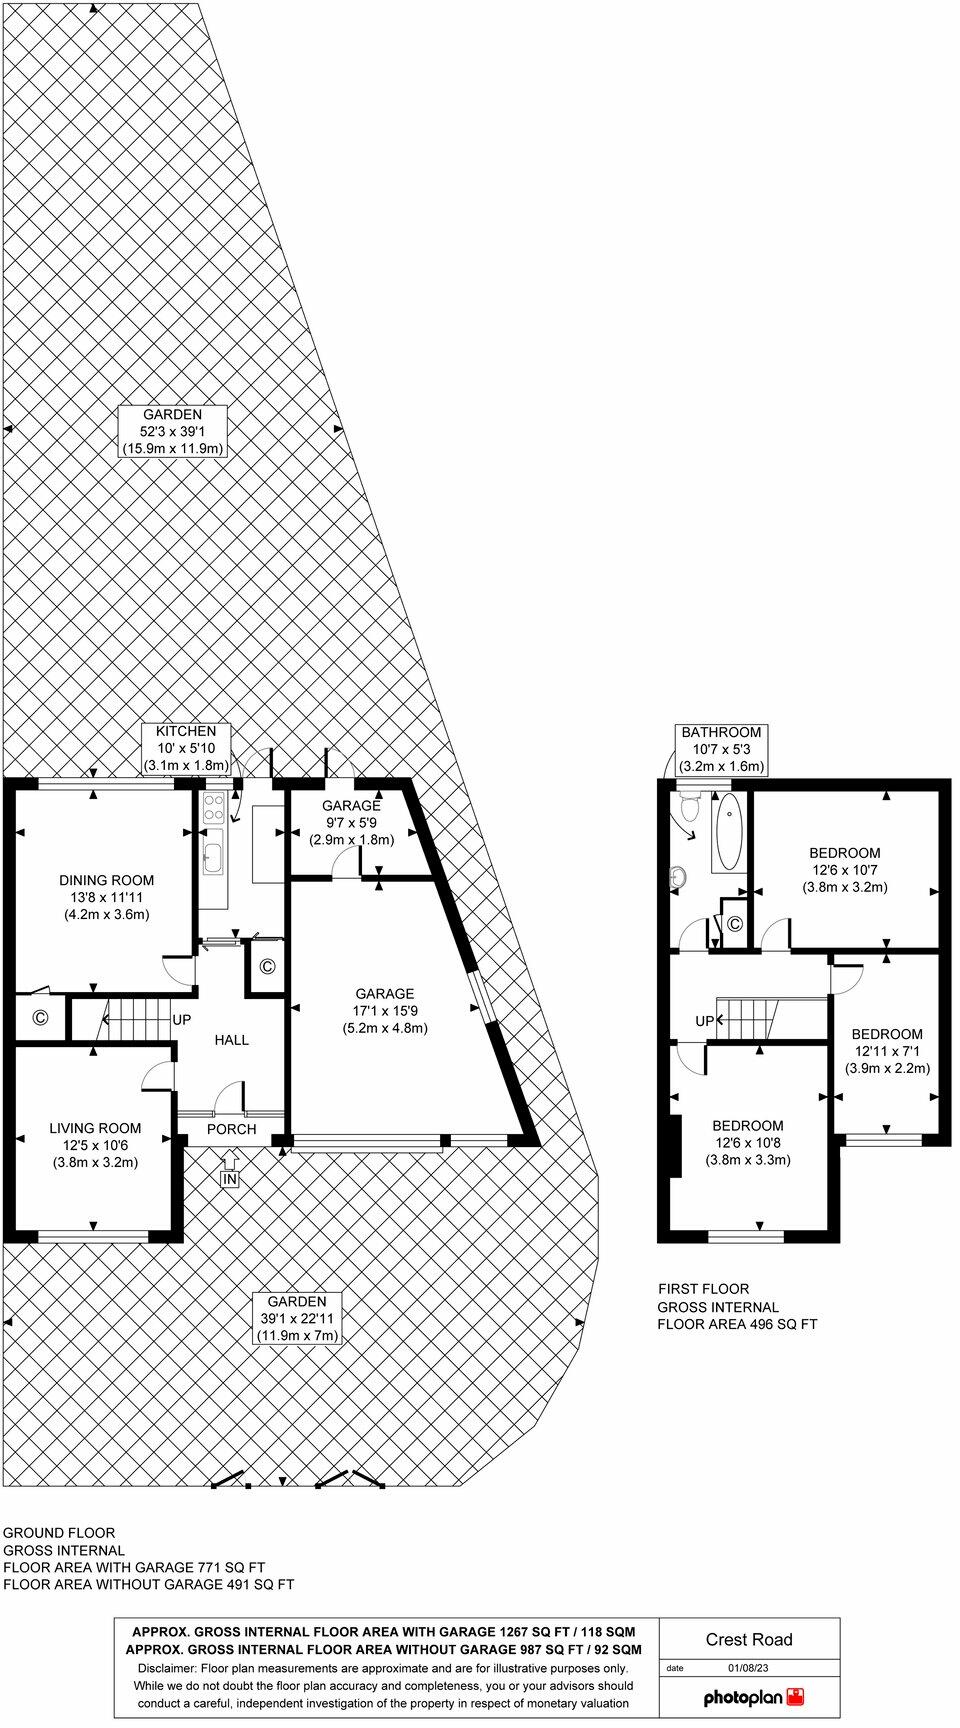 GARDEN
52'3 x 39'1
(15.9m x 11.9m)
KITCHEN
10' x 5'10
(3.1m x 1.8m)
GARAGE
9'7 x 5'9
(2.9m x 1.8m)
DINING ROOM
13'8 x 11'11
(4.2m x 3.6m)
C
C
UP
HALL
GARAGE
17'1 x 15'9
(5.2m x 4.8m)
LIVING ROOM
12'5 x 10'6
(3.8m x 3.2m)
PORCH
IN
GARDEN
39'1 x 22'11
(11.9m x 7m)
BATHROOM
10'7 x 5'3
(3.2m x 1.6m)
BEDROOM
12'6 x 10'7
(3.8m x 3.2m)
C
UP
BEDROOM
12'11 x 7'1
(3.9m x 2.2m)
BEDROOM
12'6 x 10'8
(3.8m x 3.3m)
FIRST FLOOR
GROSS INTERNAL
FLOOR AREA 496 SQ FT
GROUND FLOOR
GROSS INTERNAL
FLOOR AREA WITH GARAGE 771 SQ FT
FLOOR AREA WITHOUT GARAGE 491 SQ FT
APPROX. GROSS INTERNAL FLOOR AREA WITH GARAGE 1267 SQ FT / 118 SQM
APPROX. GROSS INTERNAL FLOOR AREA WITHOUT GARAGE 987 SQ FT / 92 SQM
Disclaimer: Floor plan measurements are approximate and are for illustrative purposes only.
While we do not doubt the floor plan accuracy and completeness, you or your advisors should
conduct a careful, independent investigation of the property in respect of monetary valuation
Crest Road
date 01/08/23
photoplan